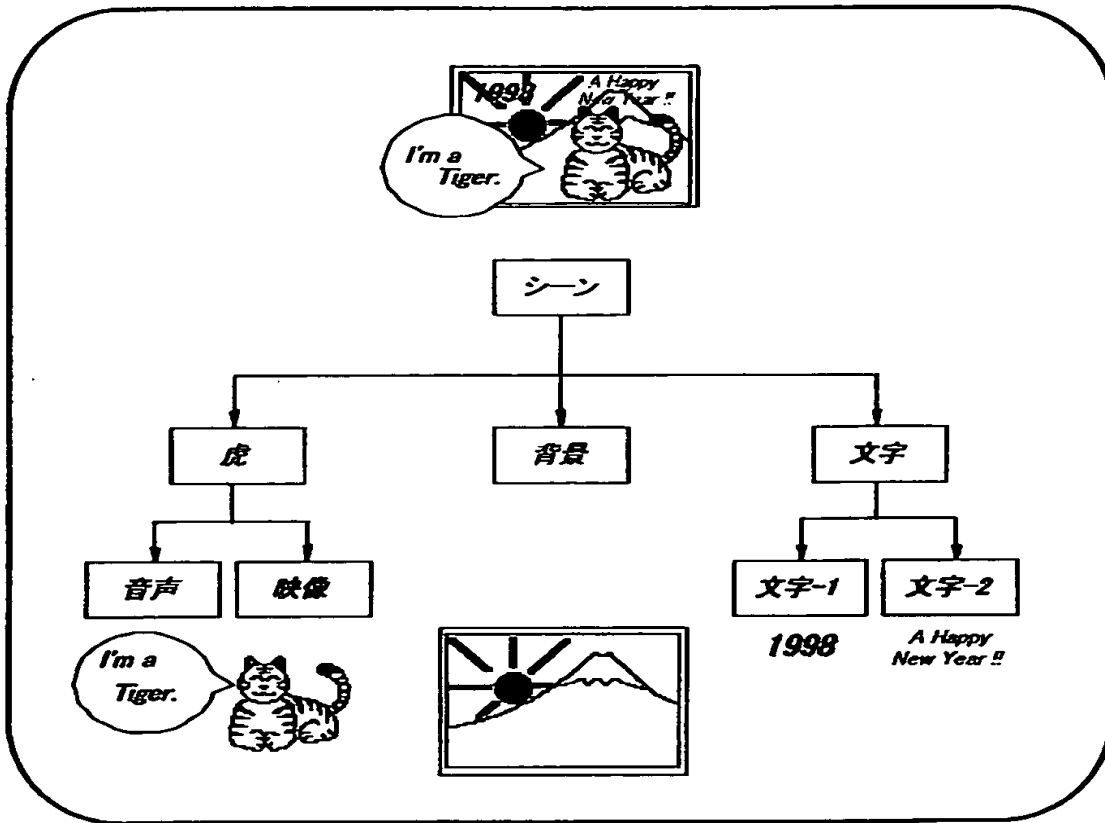 1998
A Happy
New Year !!
I'm a
Tiger.
シーン
虎
背景
文字
音声
映像
文字-1
文字-2
1998
A Happy
New Year !!
I'm a
Tiger.